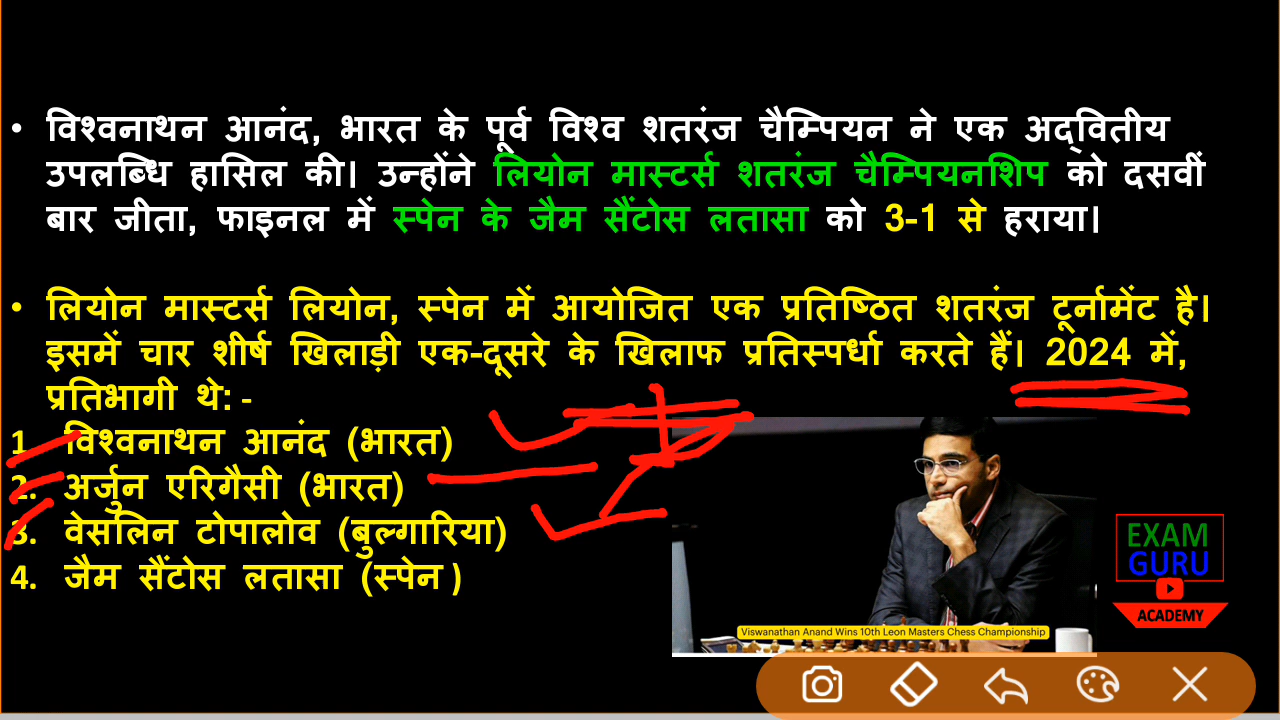 • विश्वनाथन आनंद, भारत के पूर्व विश्व शतरंज चैम्पियन ने एक अद्वितीय
उपलब्धि हासिल की। उन्होंने लियोन मास्टर्स शतरंज चैम्पियनशिप को दसवीं
बार जीता, फाइनल में स्पेन के जैम सैंटोस लतासा को 3-1 से हराया।
• लियोन मास्टर्स लियोन, स्पेन में आयोजित एक प्रतिष्ठित शतरंज टूर्नामेंट है।
इसमें चार शीर्ष खिलाड़ी एक-दूसरे के खिलाफ प्रतिस्पर्धा करते हैं। 2024 में,
प्रतिभागी थे:-
1. विश्वनाथन आनंद (भारत)
2. अर्जुन एरिगैसी (भारत)
3. वेसलिन टोपालोव (बुल्गारिया)
4. जैम सैंटोस लतासा (स्पेन )
EXAM
GURU
ACADEMY
Viswanathan Anand Wins 10th Leon Masters Chess Championship